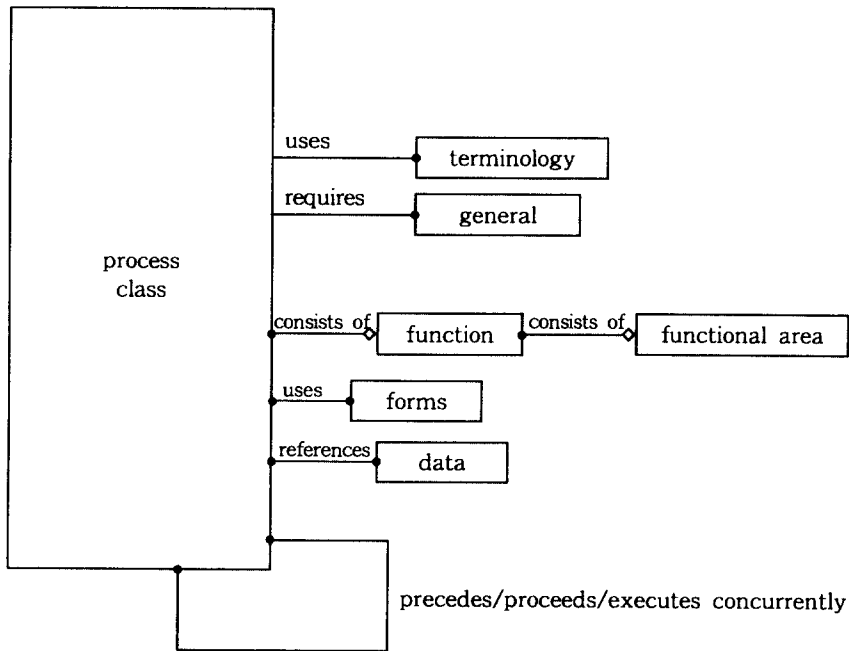 uses
terminology
requires
general
process
class
consists of
function
consists of
functional area
uses
forms
references
data
precedes/proceeds/executes concurrently